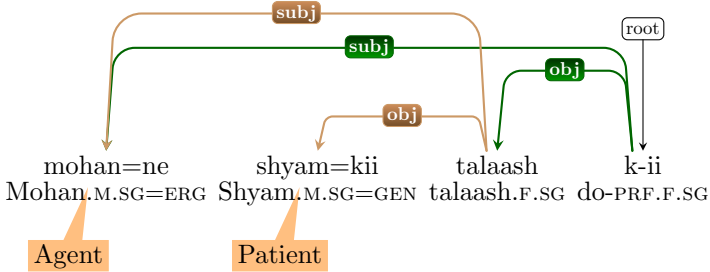 subj
subj
root
obj
obj
mohan=ne shyam=kii talaash k-ii
Mohan.M.SG=ERG Shyam.M.SG=GEN talaash.F.SG do-PRF.F.SG
Agent Patient